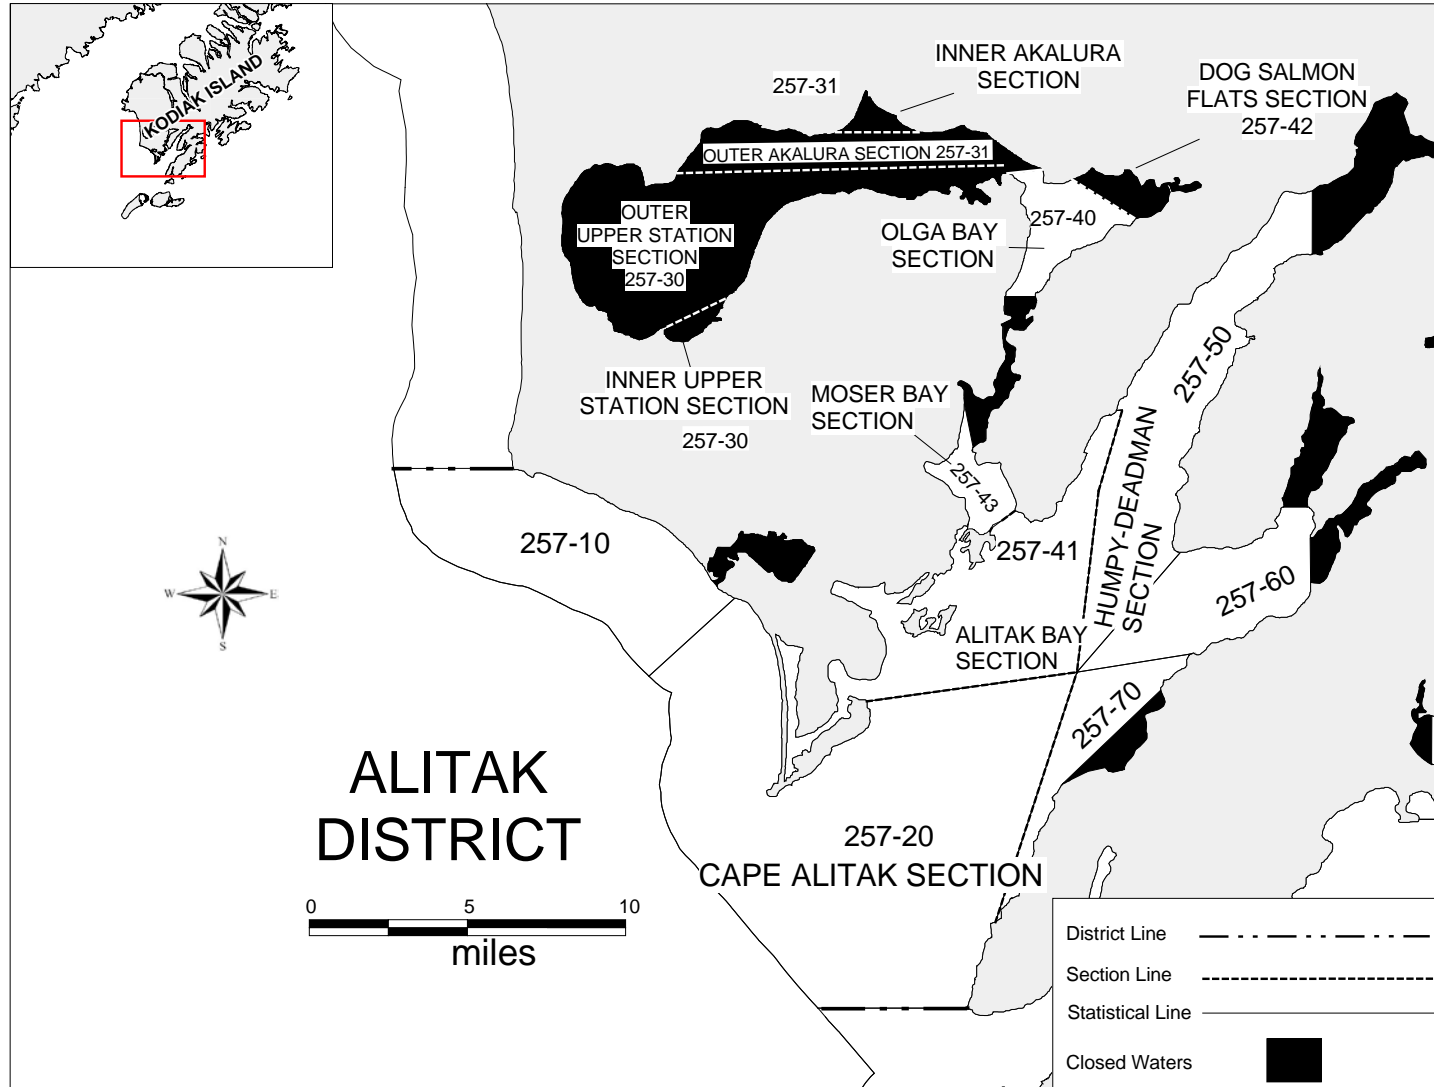 KODIAK ISLAND
INNER AKALURA
SECTION
257-31
DOG SALMON
FLATS SECTION
257-42
OUTER AKALURA SECTION 257-31
OUTER
UPPER STATION
SECTION
257-30
257-40
OLGA BAY
SECTION
257-50
INNER UPPER
STATION SECTION
257-30
MOSER BAY
SECTION
257-43
HUMPY-DEADMAN
SECTION
257-10
257-41
257-60
N
W
E
S
ALITAK BAY
SECTION
257-70
ALITAK
DISTRICT
257-20
CAPE ALITAK SECTION
0
5
10
miles
District Line
Section Line
Statistical Line
Closed Waters